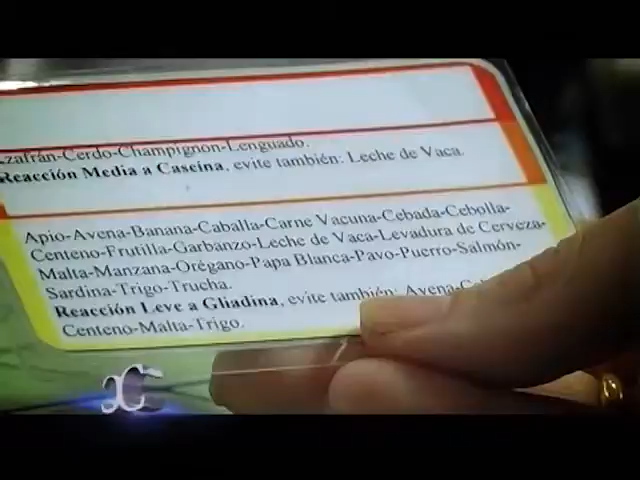 Azafrán-Cerdo-Champignon-Lenguado.
Reacción Media a Caseína, evite también: Leche de Vaca.
Apio-Avena-Banana-Caballa-Carne Vacuna-Cebada-Cebolla-
Centeno-Frutilla-Garbanzo-Leche de Vaca-Levadura de Cerveza-
Malta-Manzana-Orégano-Papa Blanca-Pavo-Puerro-Salmón-
Sardina-Trigo-Trucha.
Reacción Leve a Gliadina, evite también: Avena-
Centeno-Malta-Trigo.